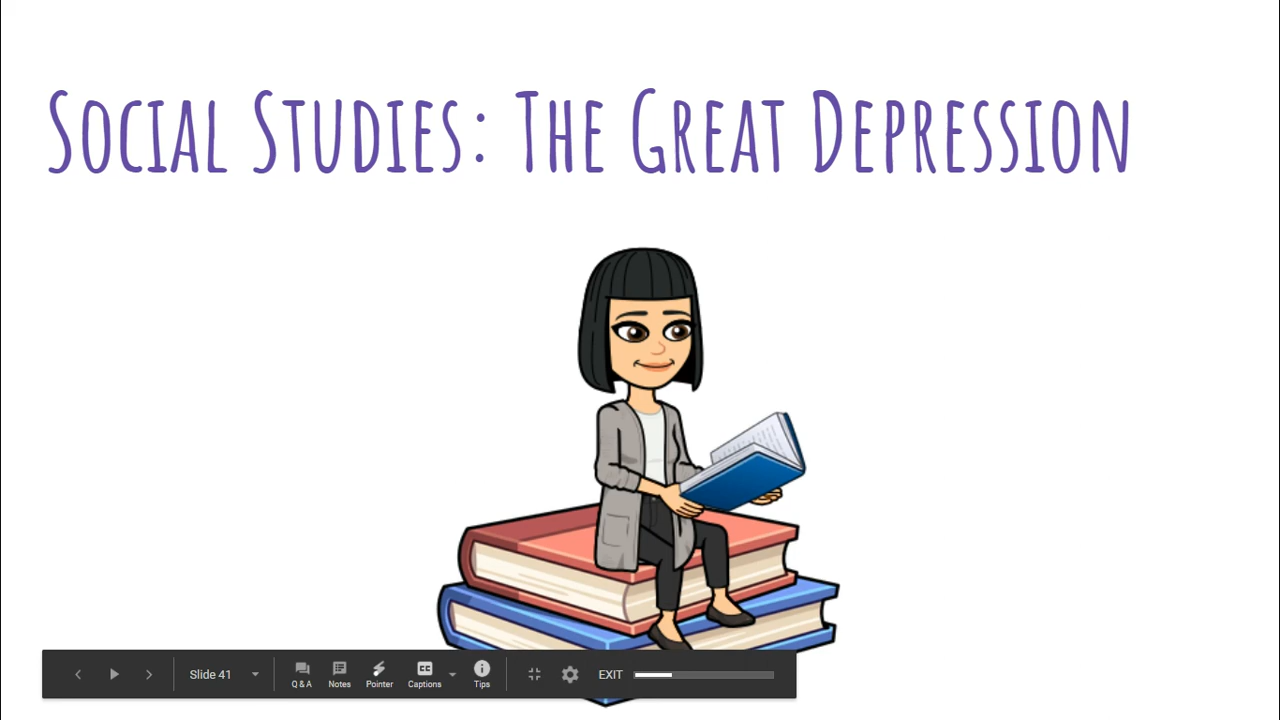 Social Studies: The Great Depression
Slide 41
Q & A
Notes
Pointer
Captions
Tips
EXIT